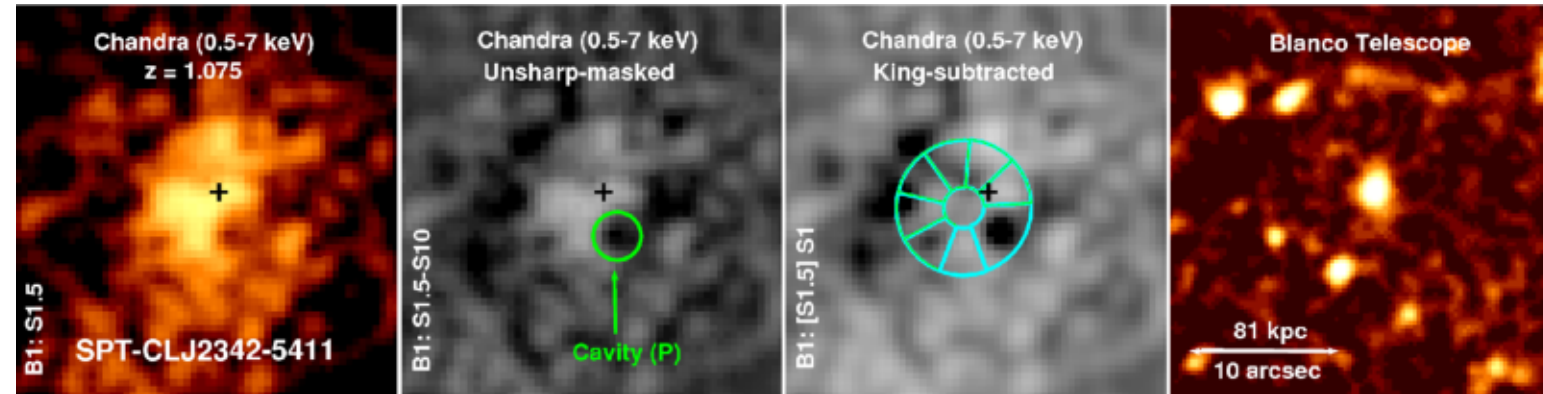 Chandra (0.5-7 keV)
z = 1.075
B1: S1.5
SPT-CLJ2342-5411
Chandra (0.5-7 keV)
Unsharp-masked
B1: S1.5-S10
Cavity (P)
Chandra (0.5-7 keV)
King-subtracted
B1: [S1.5] S1
Blanco Telescope
81 kpc
10 arcsec